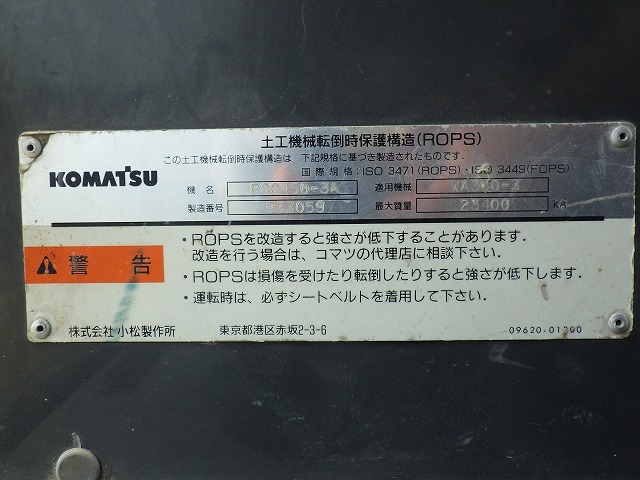 土工機械転倒時保護構造(ROPS)
この土工機械転倒時保護構造は 下記規格に基づき製造されたものです.
国際規格:ISO 3471(ROPS)・ISO 3449(FOPS)
KOMATSU
機名 適用機械
製造番号 最大質量 23400 kg
警告
・ROPSを改造すると強さが低下することがあります.
改造を行う場合は、コマツの代理店に相談下さい.
・ROPSは損傷を受けたり転倒したりすると強さが低下します.
・運転時は、必ずシートベルトを着用して下さい.
株式会社 小松製作所 東京都港区赤坂2-3-6 09620-01300